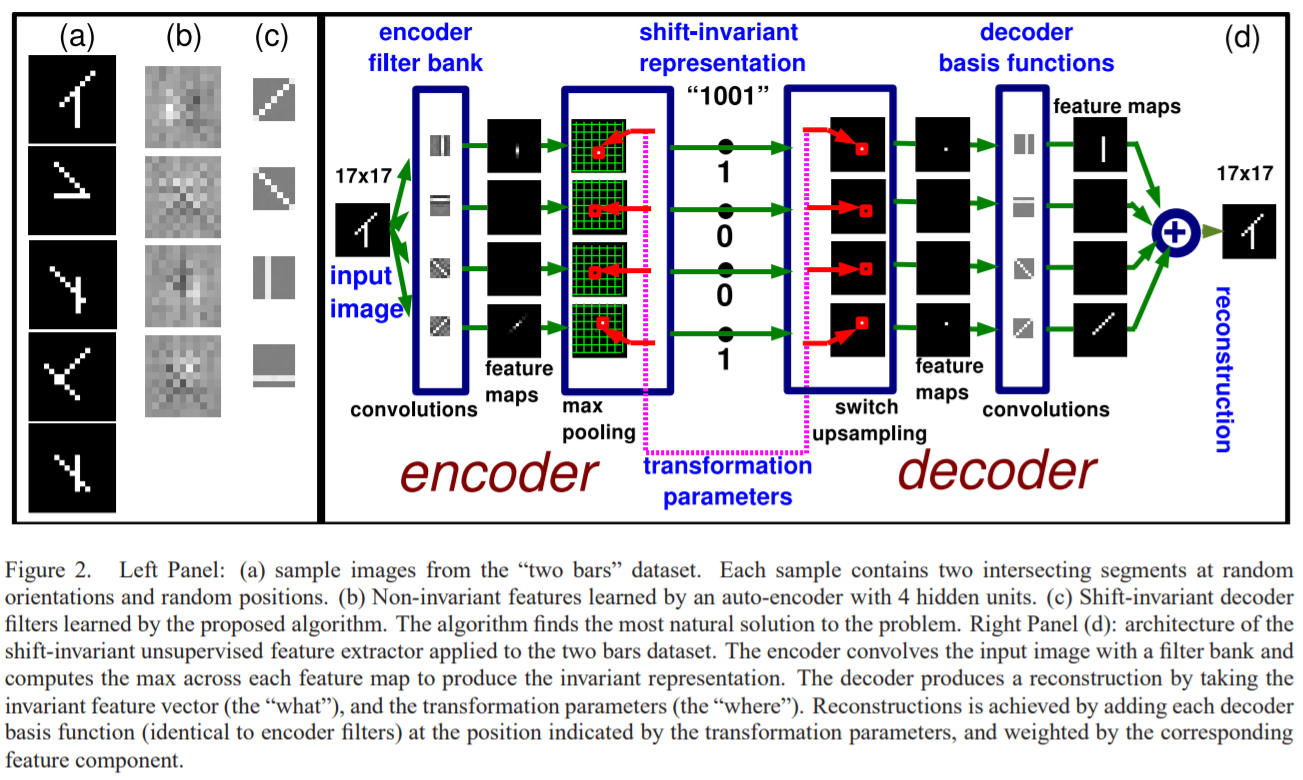 (a)
(b)
(c)
encoder
filter bank
shift-invariant
representation
"1001"
decoder
basis functions
(d)
feature maps
17x17
input
image
1
0
0
1
17x17
reconstruction
feature
maps
convolutions
max
pooling
switch
upsampling
feature
maps
convolutions
encoder
transformation
parameters
decoder
Figure 2. Left Panel: (a) sample images from the “two bars” dataset. Each sample contains two intersecting segments at random
orientations and random positions. (b) Non-invariant features learned by an auto-encoder with 4 hidden units. (c) Shift-invariant decoder
filters learned by the proposed algorithm. The algorithm finds the most natural solution to the problem. Right Panel (d): architecture of the
shift-invariant unsupervised feature extractor applied to the two bars dataset. The encoder convolves the input image with a filter bank and
computes the max across each feature map to produce the invariant representation. The decoder produces a reconstruction by taking the
invariant feature vector (the “what”), and the transformation parameters (the “where”). Reconstructions is achieved by adding each decoder
basis function (identical to encoder filters) at the position indicated by the transformation parameters, and weighted by the corresponding
feature component.